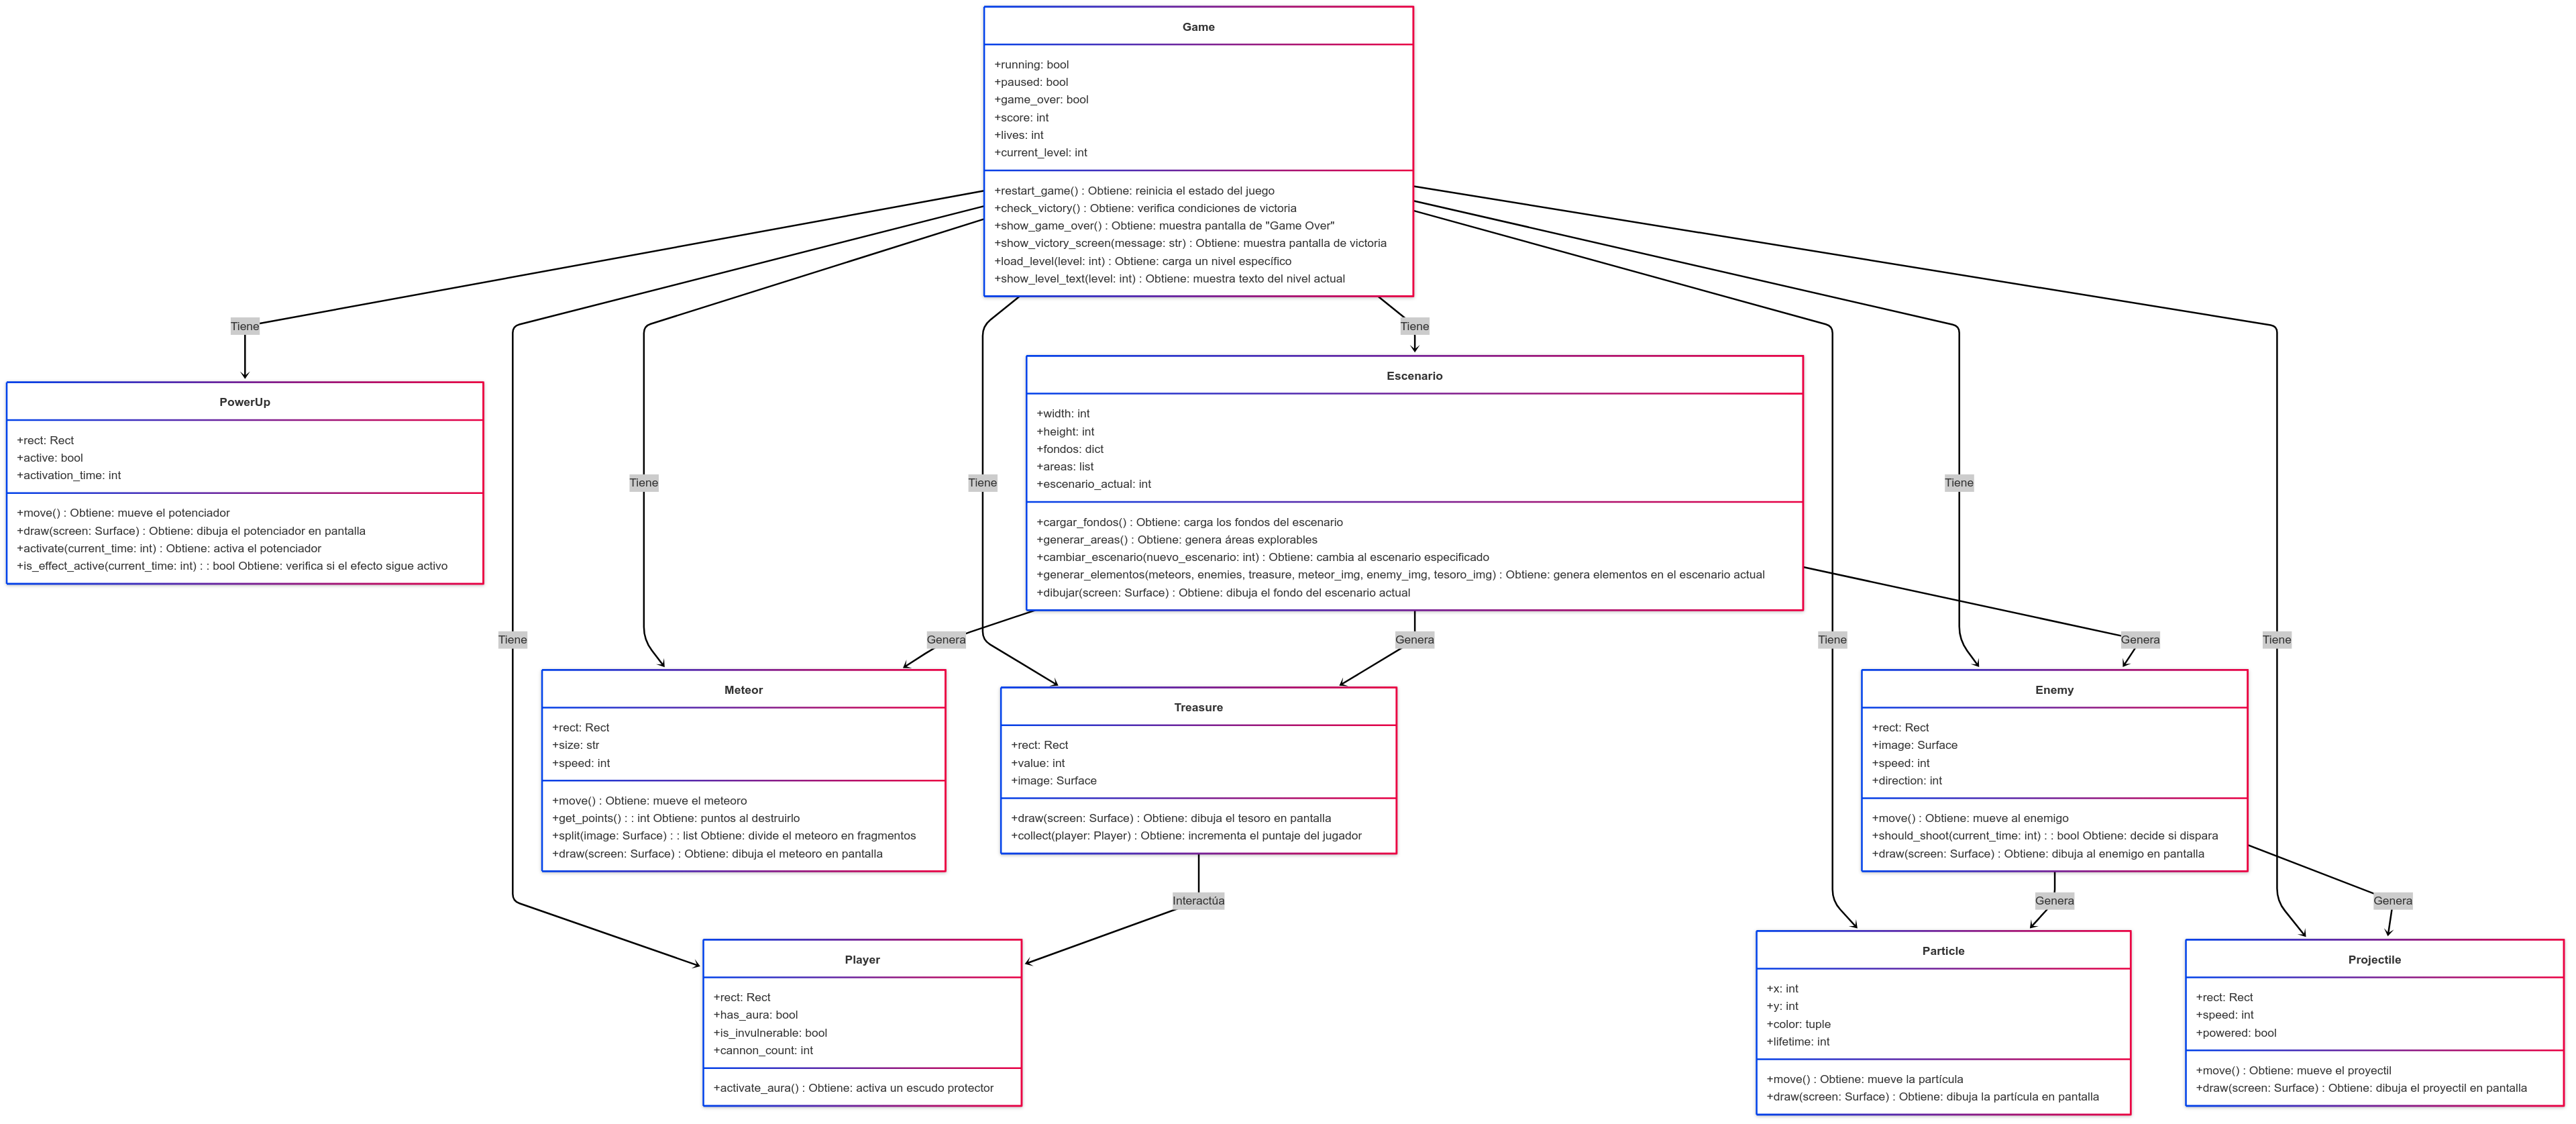 Game
+running: bool
+paused: bool
+game_over: bool
+score: int
+lives: int
+current_level: int
+restart_game() : Obtiene: reinicia el estado del juego
+check_victory() : Obtiene: verifica condiciones de victoria
+show_game_over() : Obtiene: muestra pantalla de "Game Over"
+show_victory_screen(message: str) : Obtiene: muestra pantalla de victoria
+load_level(level: int) : Obtiene: carga un nivel específico
+show_level_text(level: int) : Obtiene: muestra texto del nivel actual
Tiene
Tiene
PowerUp
+rect: Rect
+active: bool
+activation_time: int
+move() : Obtiene: mueve el potenciador
+draw(screen: Surface) : Obtiene: dibuja el potenciador en pantalla
+activate(current_time: int) : Obtiene: activa el potenciador
+is_effect_active(current_time: int) : : bool Obtiene: verifica si el efecto sigue activo
Escenario
+width: int
+height: int
+fondos: dict
+areas: list
+escenario_actual: int
+cargar_fondos() : Obtiene: carga los fondos del escenario
+generar_areas() : Obtiene: genera áreas explorables
+cambiar_escenario(nuevo_escenario: int) : Obtiene: cambia al escenario especificado
+generar_elementos(meteors, enemies, treasure, meteor_img, enemy_img, tesoro_img) : Obtiene: genera elementos en el escenario actual
+dibujar(screen: Surface) : Obtiene: dibuja el fondo del escenario actual
Tiene
Tiene
Tiene
Tiene
Genera
Genera
Tiene
Genera
Tiene
Meteor
+rect: Rect
+size: str
+speed: int
+move() : Obtiene: mueve el meteoro
+get_points() : : int Obtiene: puntos al destruirlo
+split(image: Surface) : : list Obtiene: divide el meteoro en fragmentos
+draw(screen: Surface) : Obtiene: dibuja el meteoro en pantalla
Treasure
+rect: Rect
+value: int
+image: Surface
+draw(screen: Surface) : Obtiene: dibuja el tesoro en pantalla
+collect(player: Player) : Obtiene: incrementa el puntaje del jugador
Enemy
+rect: Rect
+image: Surface
+speed: int
+direction: int
+move() : Obtiene: mueve al enemigo
+should_shoot(current_time: int) : : bool Obtiene: decide si dispara
+draw(screen: Surface) : Obtiene: dibuja al enemigo en pantalla
Interactúa
Genera
Genera
Player
+rect: Rect
+has_aura: bool
+is_invulnerable: bool
+cannon_count: int
+activate_aura() : Obtiene: activa un escudo protector
Particle
+x: int
+y: int
+color: tuple
+lifetime: int
+move() : Obtiene: mueve la partícula
+draw(screen: Surface) : Obtiene: dibuja la partícula en pantalla
Projectile
+rect: Rect
+speed: int
+powered: bool
+move() : Obtiene: mueve el proyectil
+draw(screen: Surface) : Obtiene: dibuja el proyectil en pantalla